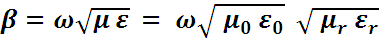 β = ω√μ ε = ω√μ₀ ε₀ √μᵣ εᵣ